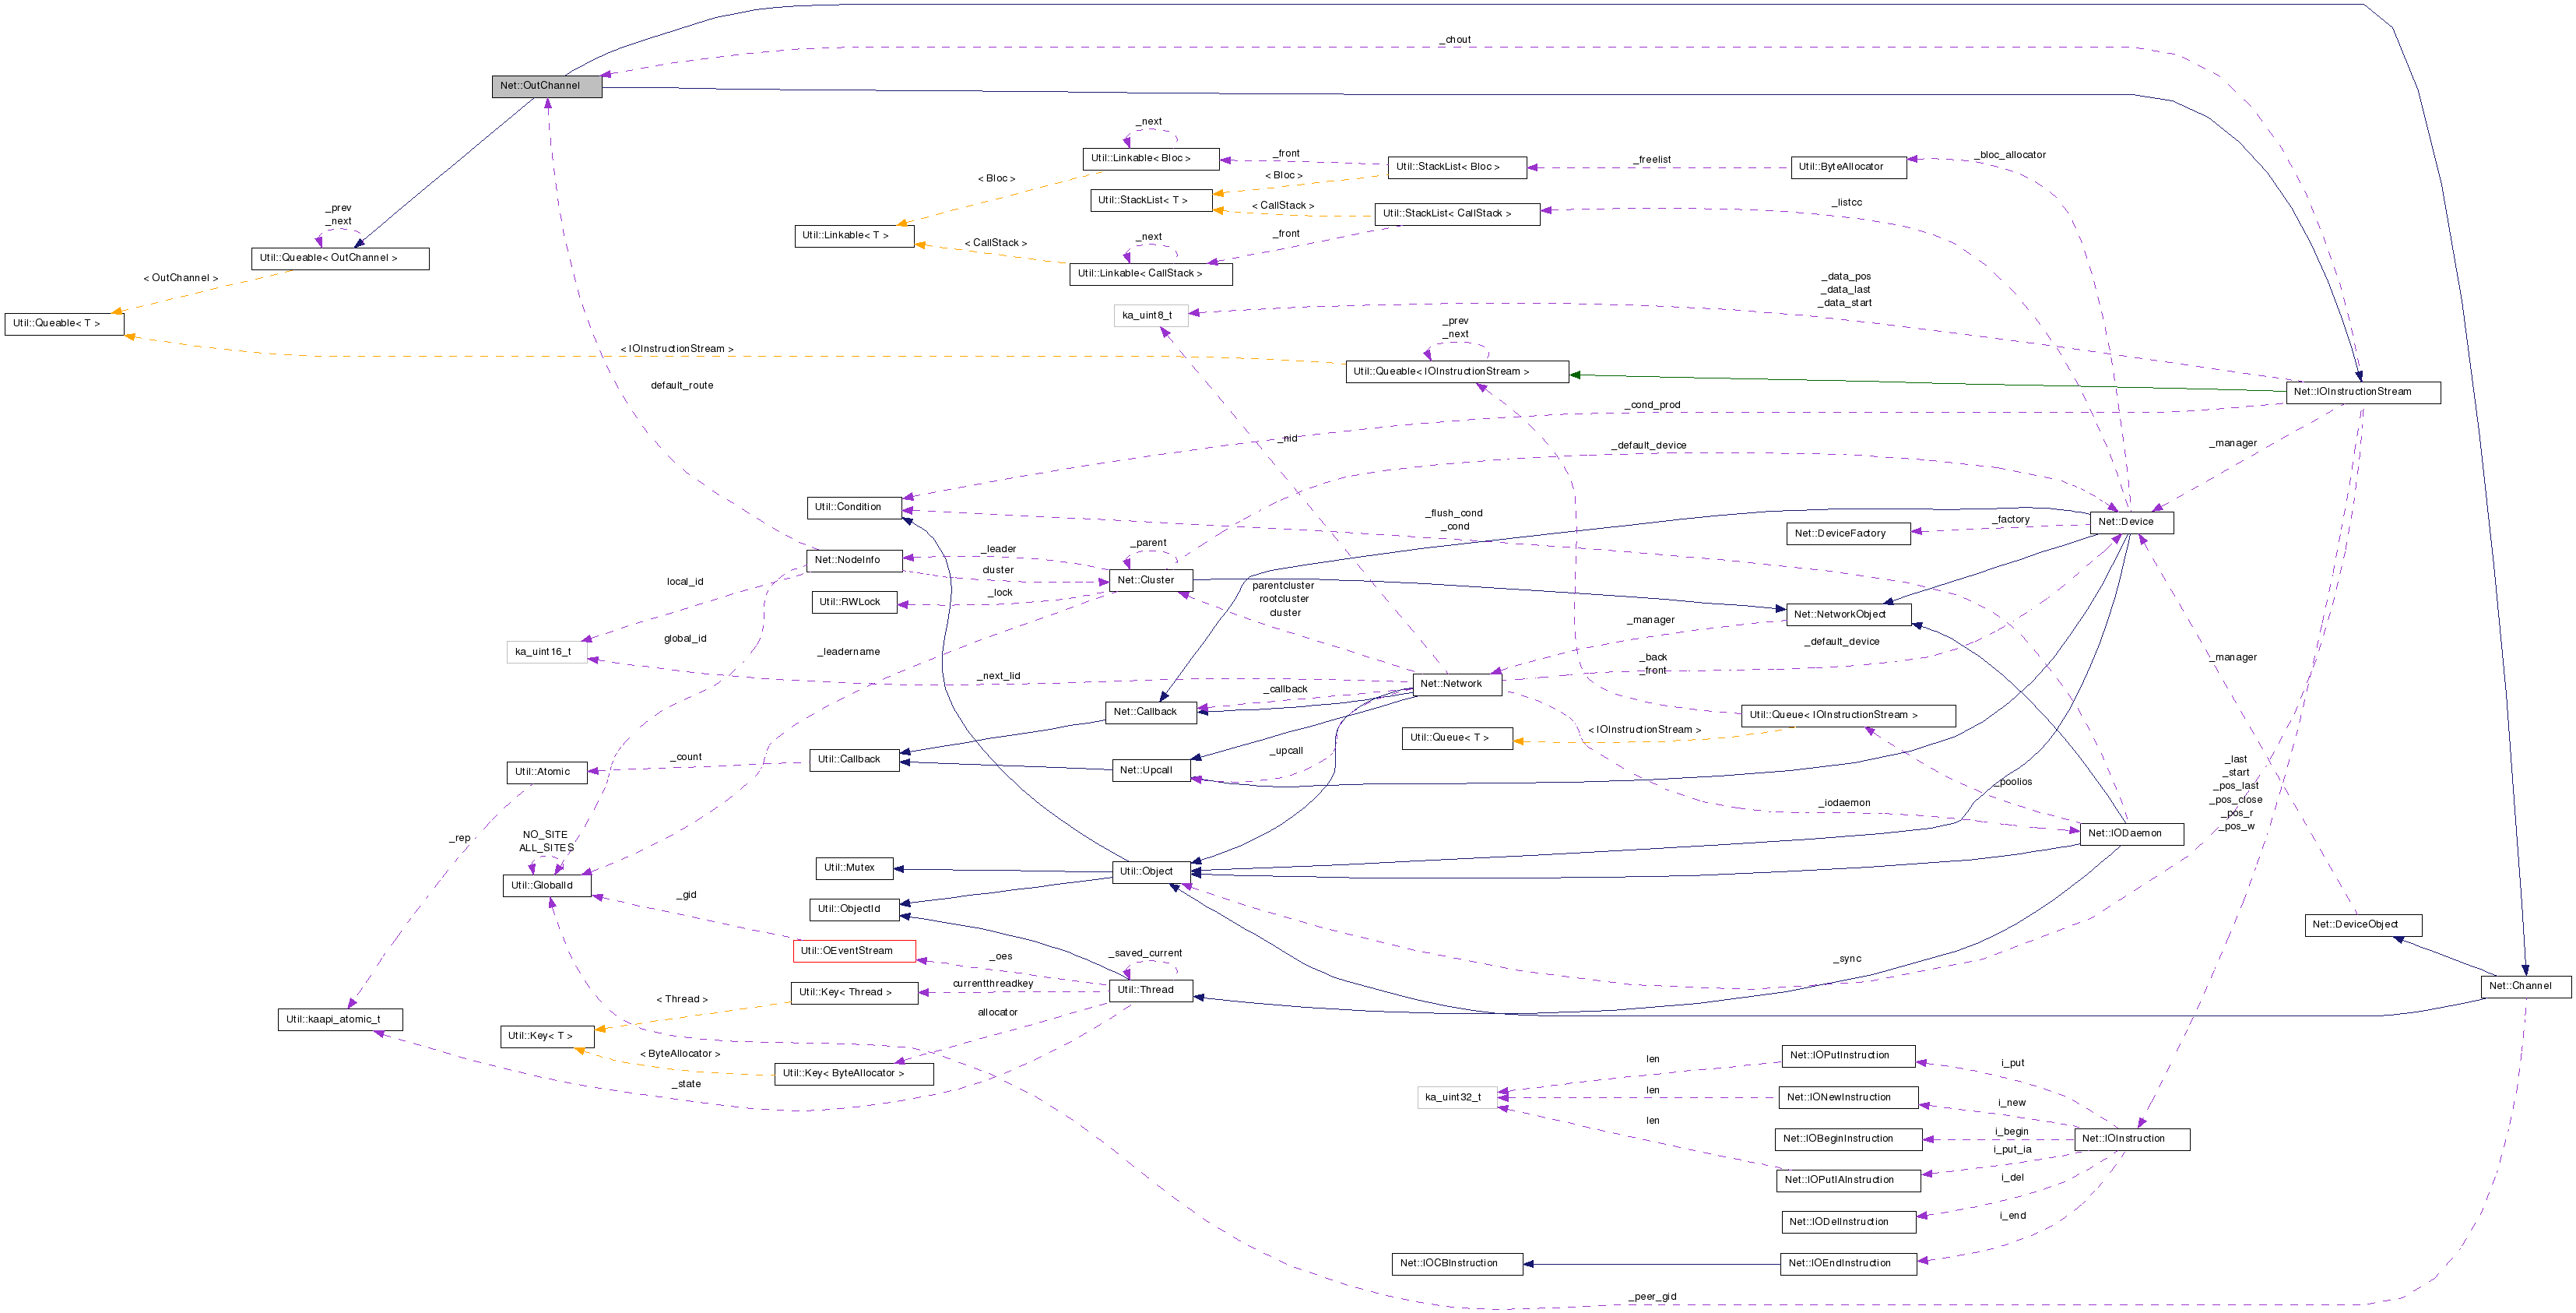 _chout
Net::OutChannel
_next
Util::Linkable< Bloc >
_front
Util::StackList< Bloc >
_freelist
Util::ByteAllocator
_bloc_allocator
< Bloc >
< Bloc >
Util::StackList< T >
< CallStack >
Util::StackList< CallStack >
_listcc
_prev
_next
Util::Queable< OutChannel >
Util::Linkable< T >
< CallStack >
_next
_front
Util::Linkable< CallStack >
< OutChannel >
Util::Queable< T >
ka_uint8_t
_data_pos
_data_last
_data_start
_prev
_next
< IOInstructionStream >
Util::Queable< IOInstructionStream >
default_route
Net::IOInstructionStream
_cond_prod
_nid
_default_device
_manager
Util::Condition
_flush_cond
_cond
Net::DeviceFactory
_factory
Net::Device
Net::NodeInfo
_leader
cluster
_parent
Net::Cluster
local_id
Util::RWLock
_lock
parentcluster
rootcluster
cluster
Net::NetworkObject
_manager
global_id
ka_uint16_t
_leadername
_default_device
_back
_front
_manager
_next_lid
Net::Network
_callback
Net::Callback
Util::Queue< IOInstructionStream >
Util::Queue< T >
< IOInstructionStream >
_count
Util::Callback
_upcall
Net::Upcall
Util::Atomic
_poolios
_last
_start
_pos_last
_pos_close
_pos_r
_pos_w
_iodaemon
Net::IODaemon
_rep
NO_SITE
ALL_SITES
Util::GlobalId
Util::Mutex
Util::Object
_gid
Util::ObjectId
Net::DeviceObject
Util::OEventStream
_oes
_saved_current
_sync
currentthreadkey
Util::Thread
Net::Channel
< Thread >
Util::Key< Thread >
allocator
Util::kaapi_atomic_t
Util::Key< T >
< ByteAllocator >
Util::Key< ByteAllocator >
_state
len
Net::IOPutInstruction
i_put
ka_uint32_t
len
Net::IONewInstruction
i_new
len
Net::IOBeginInstruction
i_begin
Net::IOInstruction
i_put_ia
Net::IOPutIAInstruction
i_del
Net::IODelInstruction
i_end
Net::IOCBInstruction
Net::IOEndInstruction
_peer_gid